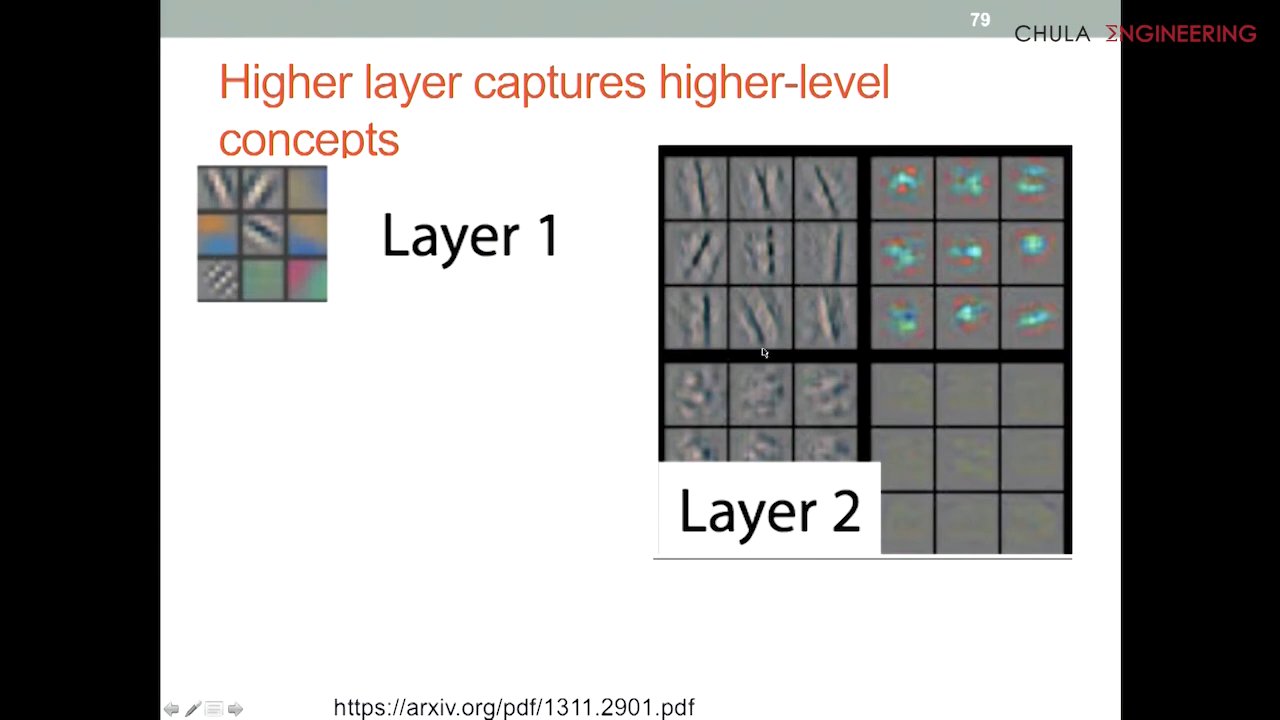 79
CHULA ΣNGINEERING
Higher layer captures higher-level
concepts
Layer 1
Layer 2
https://arxiv.org/pdf/1311.2901.pdf